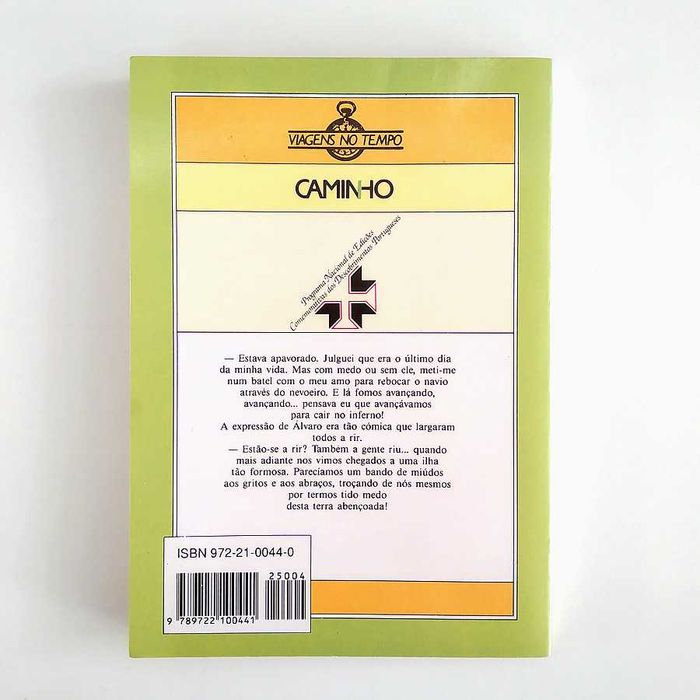 VIAGENS NO TEMPO
CAMINHO
Programa Nacional de Edições
Comemorativas dos Descobrimentos Portugueses
— Estava apavorado. Julguei que era o último dia
da minha vida. Mas com medo ou sem ele, meti-me
num batel com o meu amo para rebocar o navio
através do nevoeiro. E lá fomos avançando,
avançando... pensava eu que avançávamos
para cair no inferno!
A expressão de Álvaro era tão cómica que largaram
todos a rir.
— Estão-se a rir? Também a gente riu... quando
mais adiante nos vimos chegados a uma ilha
tão formosa. Parecíamos um bando de miúdos
aos gritos e aos abraços, troçando de nós mesmos
por termos tido medo
desta terra abençoada!
ISBN 972-21-0044-0
25004
9 789722 100441